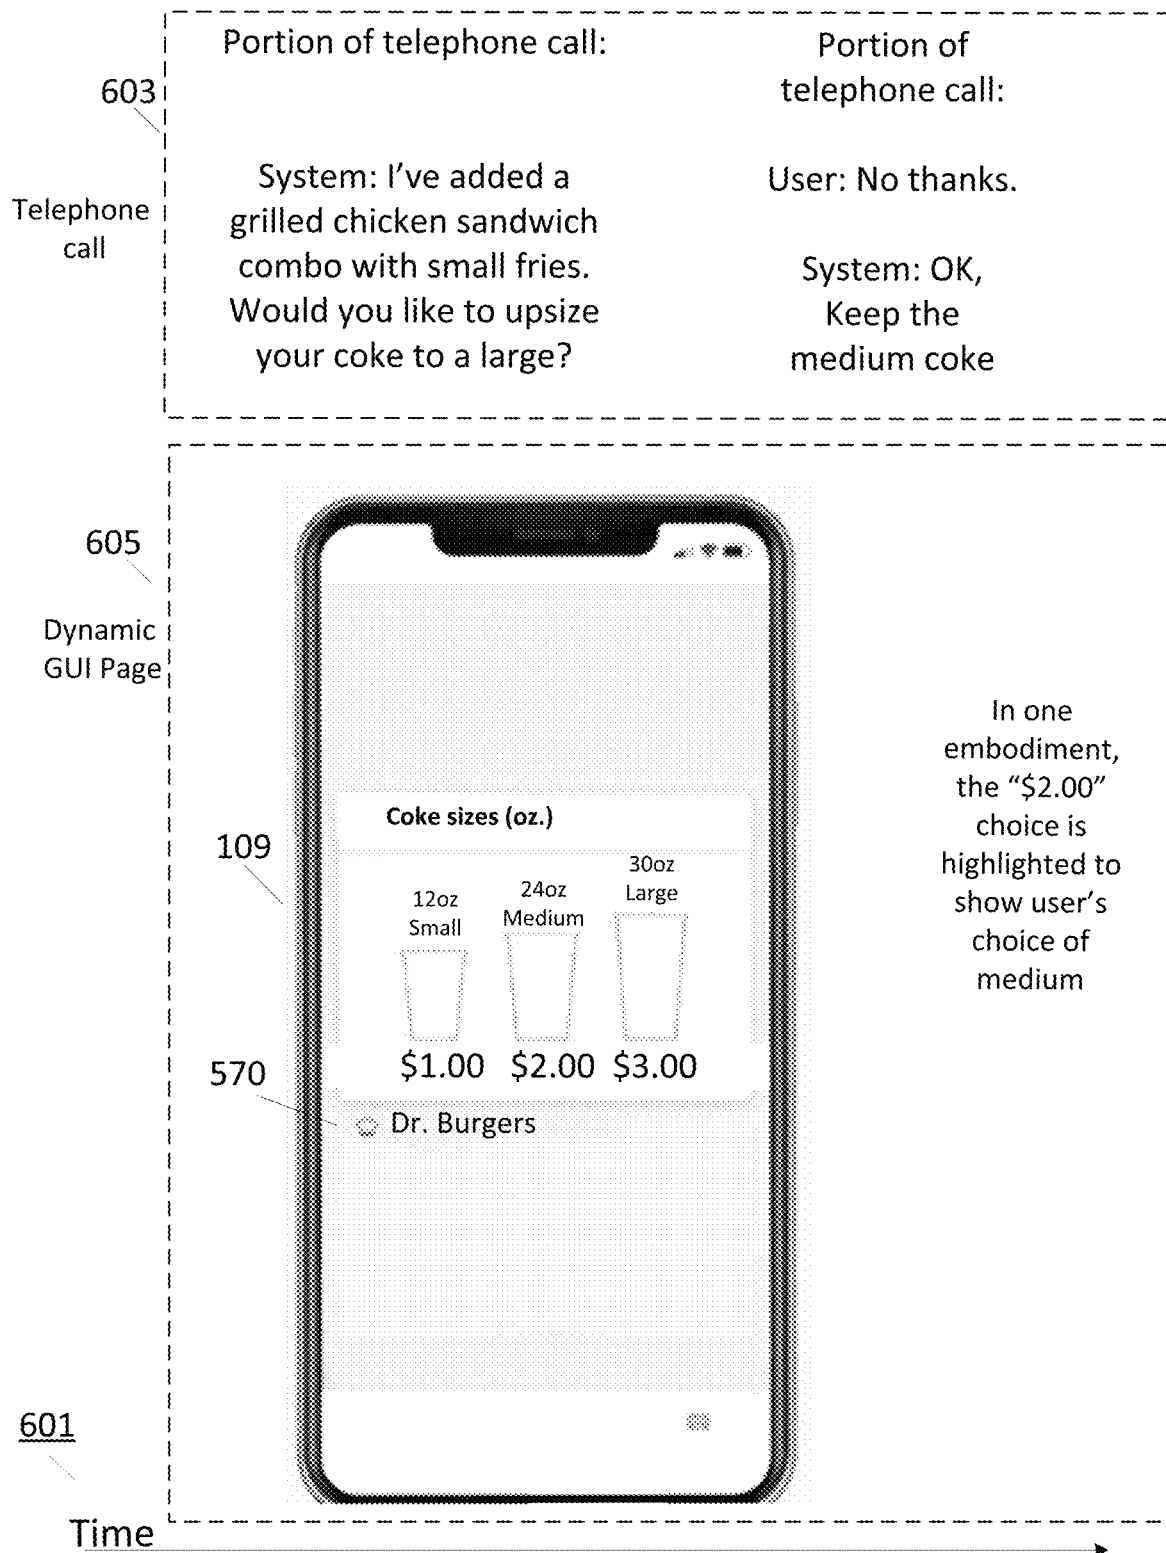 Portion of telephone call:
603
System: I've added a
grilled chicken sandwich
combo with small fries.
Would you like to upsize
your coke to a large?
Portion of
telephone call:
User: No thanks.
System: OK,
Keep the
medium coke
Telephone
call
605
Dynamic
GUI Page
109
Coke sizes (oz.)
12oz
Small
24oz
Medium
30oz
Large
$1.00 $2.00 $3.00
570
Dr. Burgers
In one
embodiment,
the “$2.00”
choice is
highlighted to
show user's
choice of
medium
601
Time